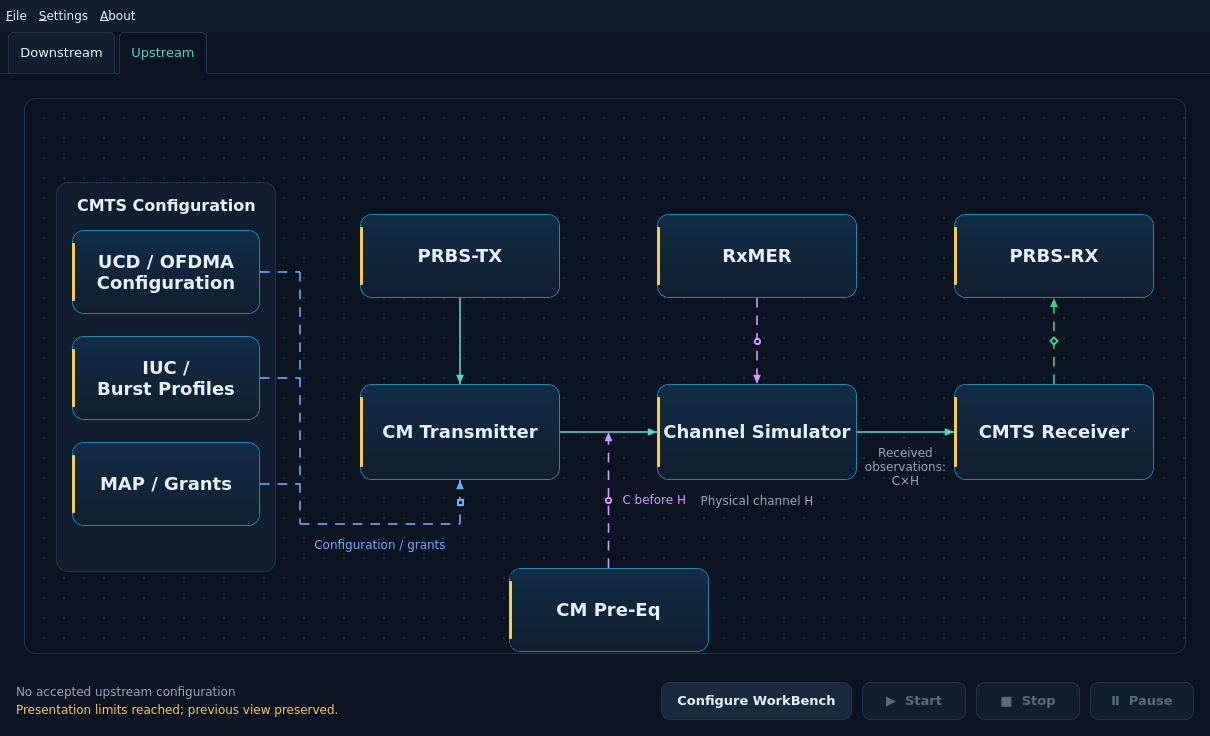 File Settings About
Downstream Upstream
CMTS Configuration
UCD / OFDMA
Configuration
IUC /
Burst Profiles
MAP / Grants
PRBS-TX
RxMER
PRBS-RX
CM Transmitter
Channel Simulator
CMTS Receiver
Received
observations:
C×H
C before H
Physical channel H
Configuration / grants
CM Pre-Eq
No accepted upstream configuration
Presentation limits reached; previous view preserved.
Configure WorkBench
Start
Stop
Pause